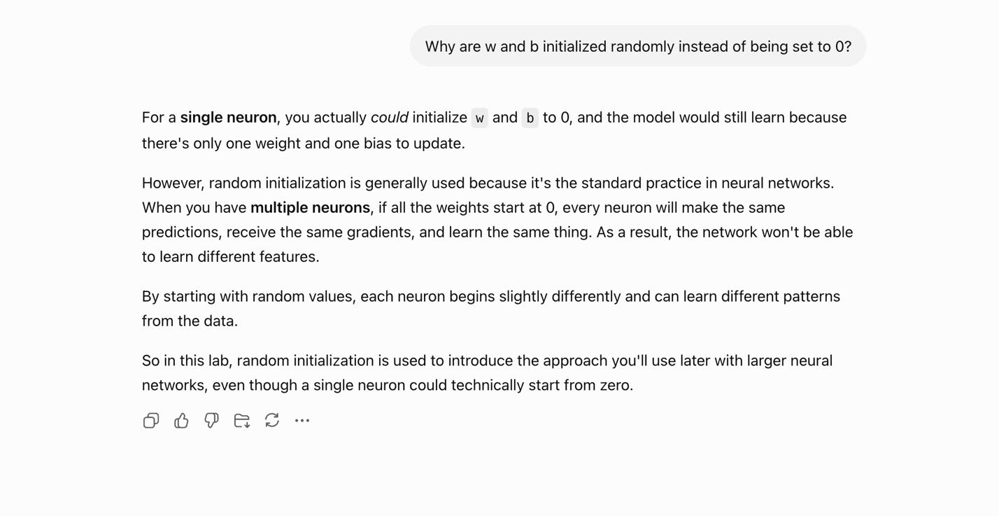 Why are w and b initialized randomly instead of being set to 0?
For a single neuron, you actually could initialize w and b to 0, and the model would still learn because
there's only one weight and one bias to update.
However, random initialization is generally used because it's the standard practice in neural networks.
When you have multiple neurons, if all the weights start at 0, every neuron will make the same
predictions, receive the same gradients, and learn the same thing. As a result, the network won't be able
to learn different features.
By starting with random values, each neuron begins slightly differently and can learn different patterns
from the data.
So in this lab, random initialization is used to introduce the approach you'll use later with larger neural
networks, even though a single neuron could technically start from zero.